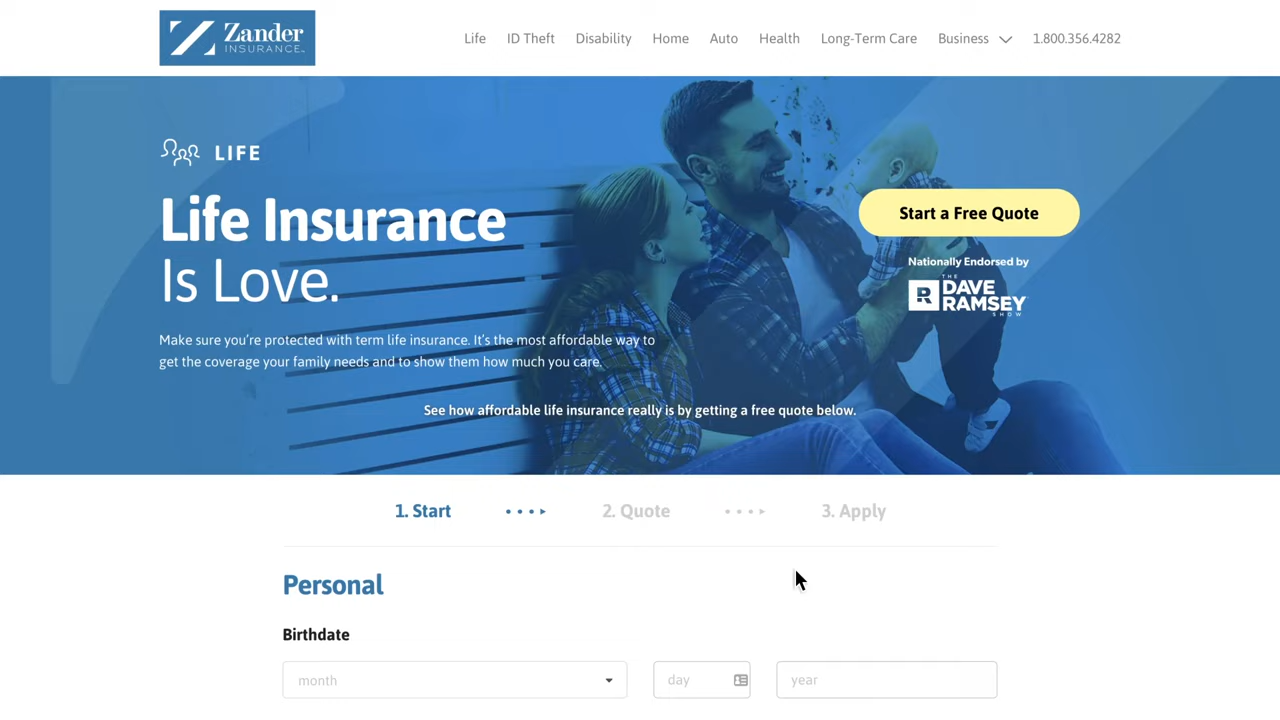 Zander
INSURANCE
Life ID Theft Disability Home Auto Health Long-Term Care Business 1.800.356.4282
LIFE
Life Insurance
Is Love.
Make sure you're protected with term life insurance. It's the most affordable way to
get the coverage your family needs and to show them how much you care.
Start a Free Quote
Nationally Endorsed by
R
THE
DAVE
RAMSEY
SHOW
See how affordable life insurance really is by getting a free quote below.
1. Start 2. Quote 3. Apply
Personal
Birthdate
month day year